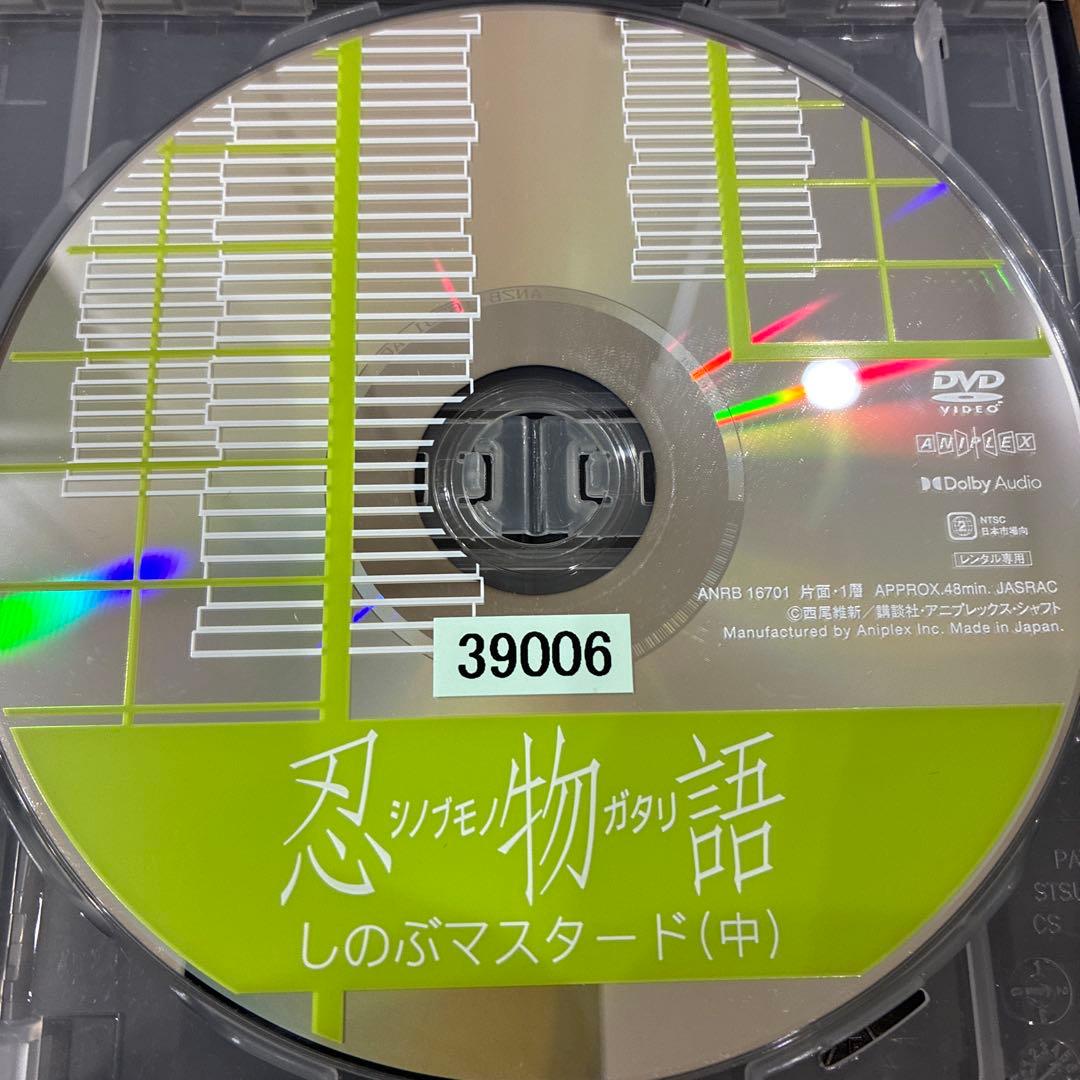 DVD
VIDEO
ANIPLEX
Dolby Audio
2 NTSC
日本市場向
レンタル専用
ANRB 16701 片面・1層 APPROX.48min. JASRAC
©西尾維新／講談社・アニプレックス・シャフト
Manufactured by Aniplex Inc. Made in Japan.
39006
忍シノブモノ物ガタリ語
しのぶマスタード(中)